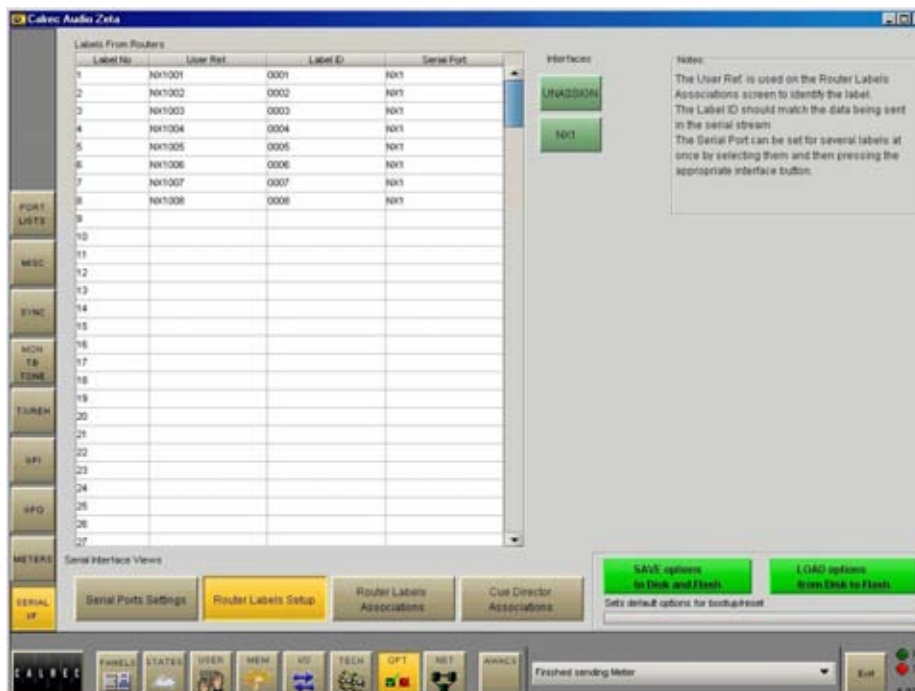 Calrec Audio Zeta
Labels From Routers
Label No User Ref Label ID Serial Port
1 NX1001 0001 NX1
2 NX1002 0002 NX1
3 NX1003 0003 NX1
4 NX1004 0004 NX1
5 NX1005 0005 NX1
6 NX1006 0006 NX1
7 NX1007 0007 NX1
8 NX1008 0008 NX1
9
10
11
12
13
14
15
16
17
18
19
20
21
22
23
24
25
26
27
Interfaces
UNASSIGN
NX1
Notes:
The User Ref. is used on the Router Labels
Associations screen to identify the label.
The Label ID should match the data being sent
in the serial stream
The Serial Port can be set for several labels at
once by selecting them and then pressing the
appropriate interface button.
PORT
LISTS
MISC
SYNC
MON
TB
TONE
TX/REH
GPI
GPO
METERS
SERIAL
I/F
Serial Interface Views
Serial Ports Settings
Router Labels Setup
Router Labels
Associations
Cue Director
Associations
SAVE options
to Disk and Flash
LOAD options
from Disk to Flash
Sets default options for bootup/reset
CALREC
PANELS
STATES
USER
MEM
I/O
TECH
OPT
NET
AWACS
Finished sending Meter
Exit